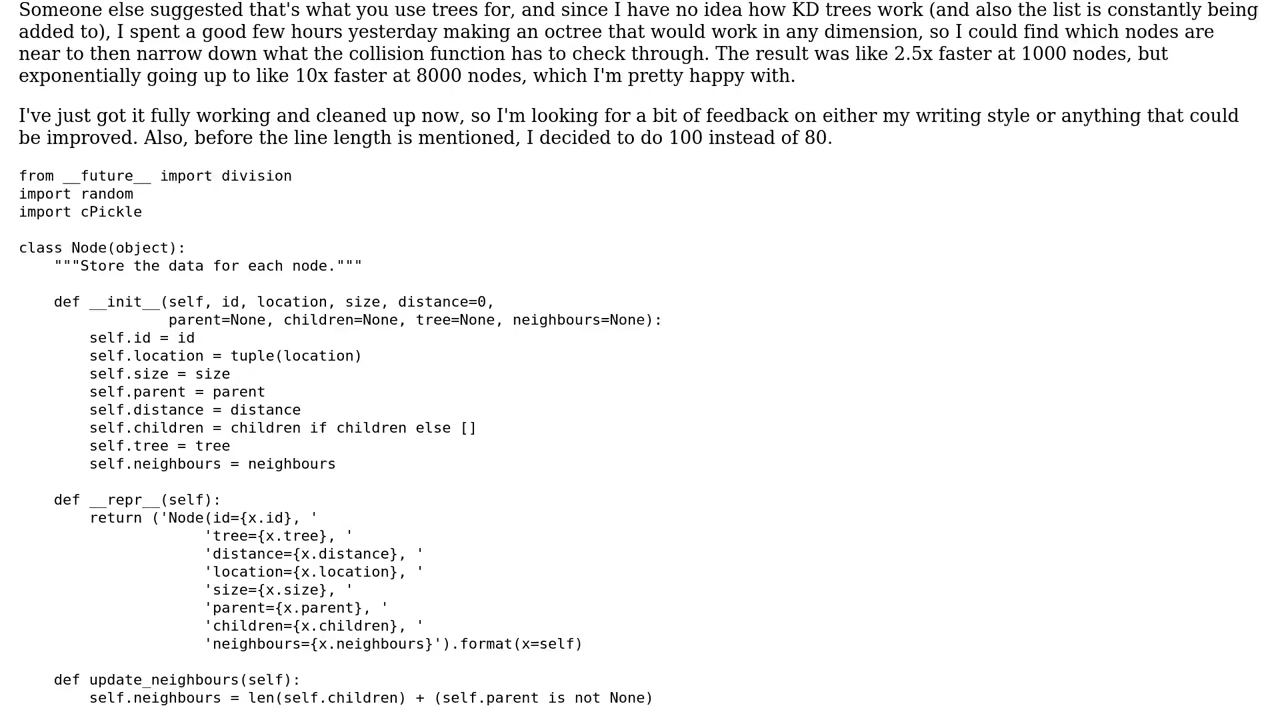 Someone else suggested that's what you use trees for, and since I have no idea how KD trees work (and also the list is constantly being
added to), I spent a good few hours yesterday making an octree that would work in any dimension, so I could find which nodes are
near to then narrow down what the collision function has to check through. The result was like 2.5x faster at 1000 nodes, but
exponentially going up to like 10x faster at 8000 nodes, which I'm pretty happy with.
I've just got it fully working and cleaned up now, so I'm looking for a bit of feedback on either my writing style or anything that could
be improved. Also, before the line length is mentioned, I decided to do 100 instead of 80.
from __future__ import division
import random
import cPickle
class Node(object):
    """Store the data for each node."""
    def __init__(self, id, location, size, distance=0,
                 parent=None, children=None, tree=None, neighbours=None):
        self.id = id
        self.location = tuple(location)
        self.size = size
        self.parent = parent
        self.distance = distance
        self.children = children if children else []
        self.tree = tree
        self.neighbours = neighbours
    def __repr__(self):
        return ('Node(id={x.id}, '
                     'tree={x.tree}, '
                     'distance={x.distance}, '
                     'location={x.location}, '
                     'size={x.size}, '
                     'parent={x.parent}, '
                     'children={x.children}, '
                     'neighbours={x.neighbours}').format(x=self)
    def update_neighbours(self):
        self.neighbours = len(self.children) + (self.parent is not None)